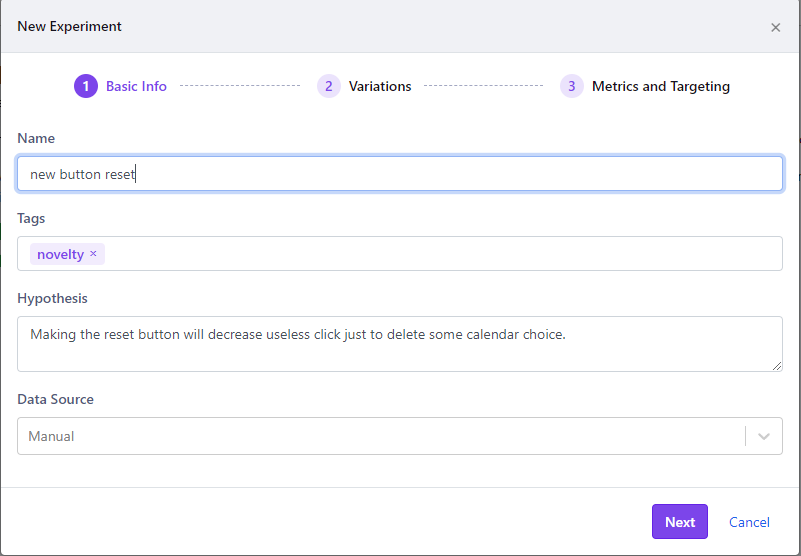 New Experiment ×
1 Basic Info 2 Variations 3 Metrics and Targeting
Name
new button reset
Tags
novelty ×
Hypothesis
Making the reset button will decrease useless click just to delete some calendar choice.
Data Source
Manual
Next Cancel